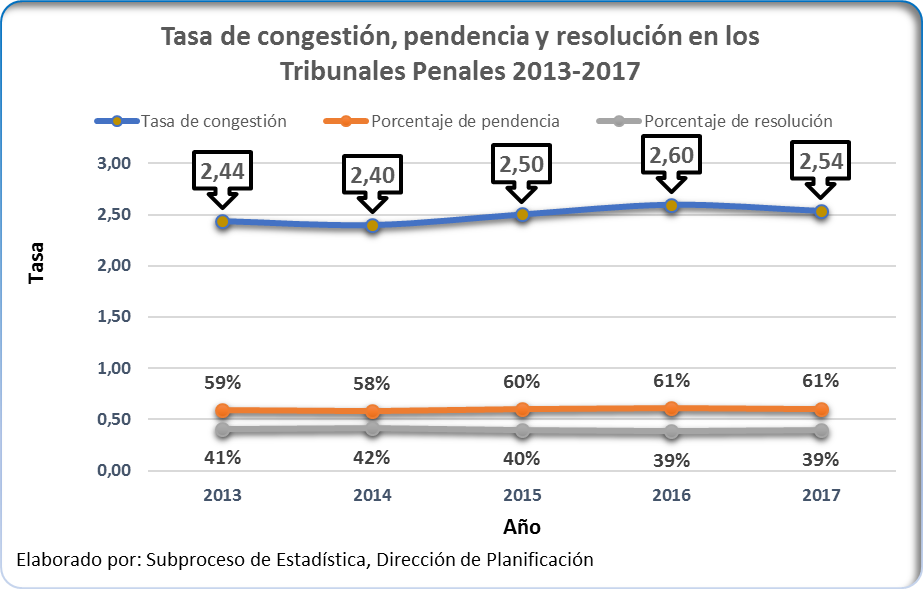 Tasa de congestión, pendencia y resolución en los
Tribunales Penales 2013-2017
Tasa de congestión Porcentaje de pendencia Porcentaje de resolución
3,00
2,50
2,00
1,50
1,00
0,50
0,00
Tasa
2,44 2,40 2,50 2,60 2,54
59% 58% 60% 61% 61%
41% 42% 40% 39% 39%
2013 2014 2015 2016 2017
Año
Elaborado por: Subproceso de Estadística, Dirección de Planificación